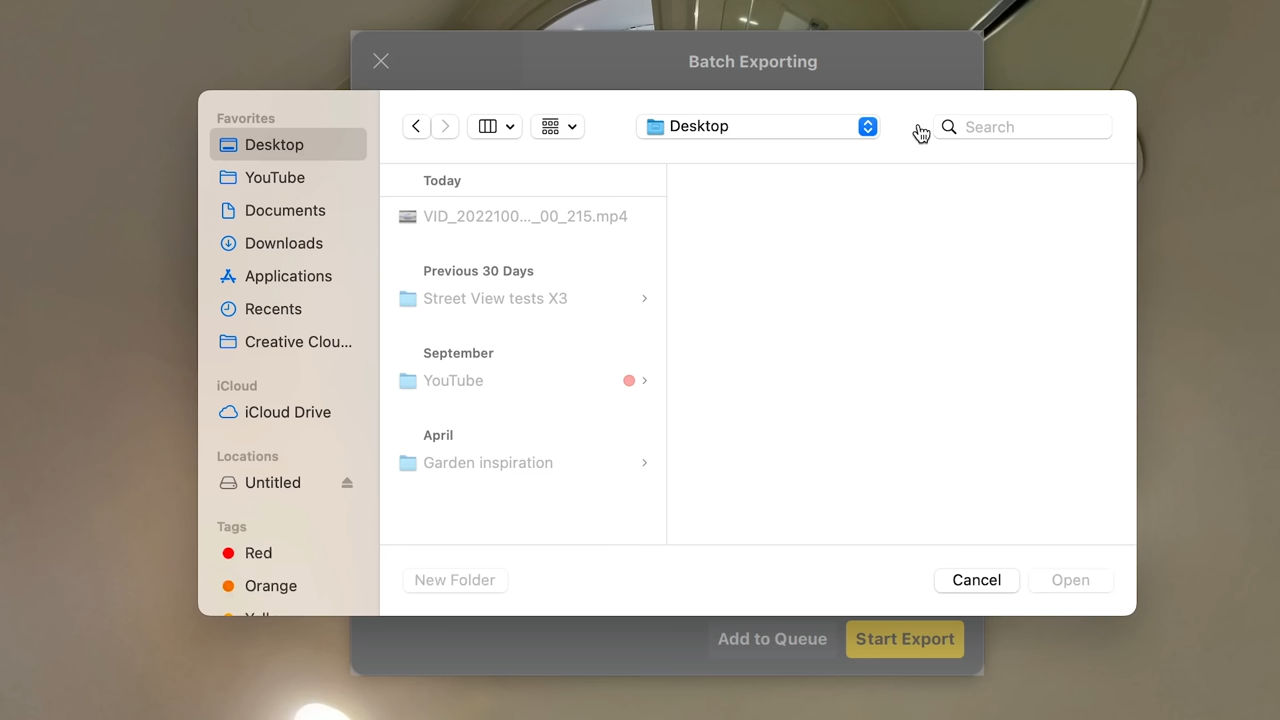 Batch Exporting
Favorites
Desktop
YouTube
Documents
Downloads
Applications
Recents
Creative Clou...
iCloud
iCloud Drive
Locations
Untitled
Tags
Red
Orange
Desktop
Search
Today
VID_2022100..._00_215.mp4
Previous 30 Days
Street View tests X3
September
YouTube
April
Garden inspiration
New Folder
Cancel
Open
Add to Queue
Start Export